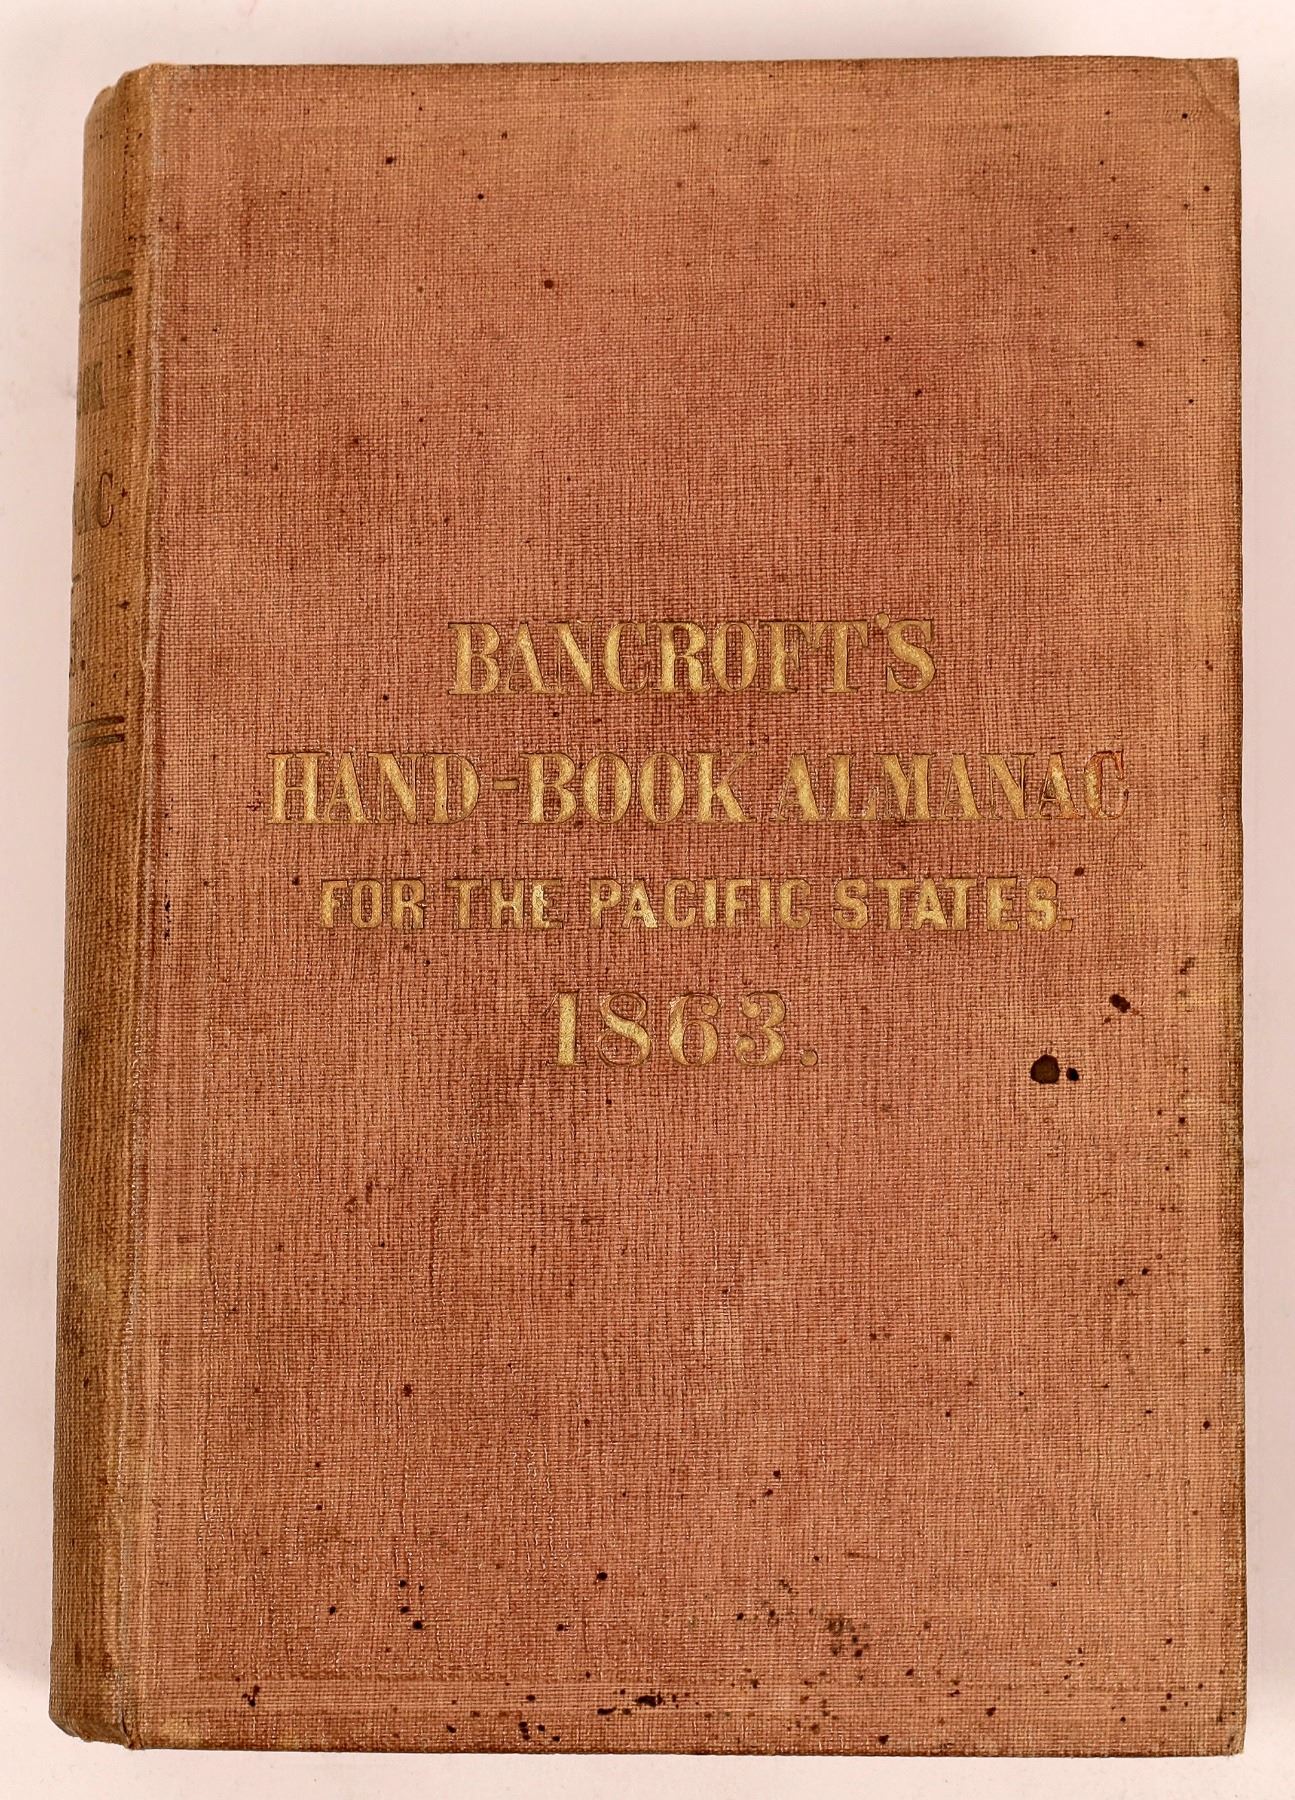 BANCROFT'S
HAND-BOOK ALMANAC
FOR THE PACIFIC STATES.
1863.